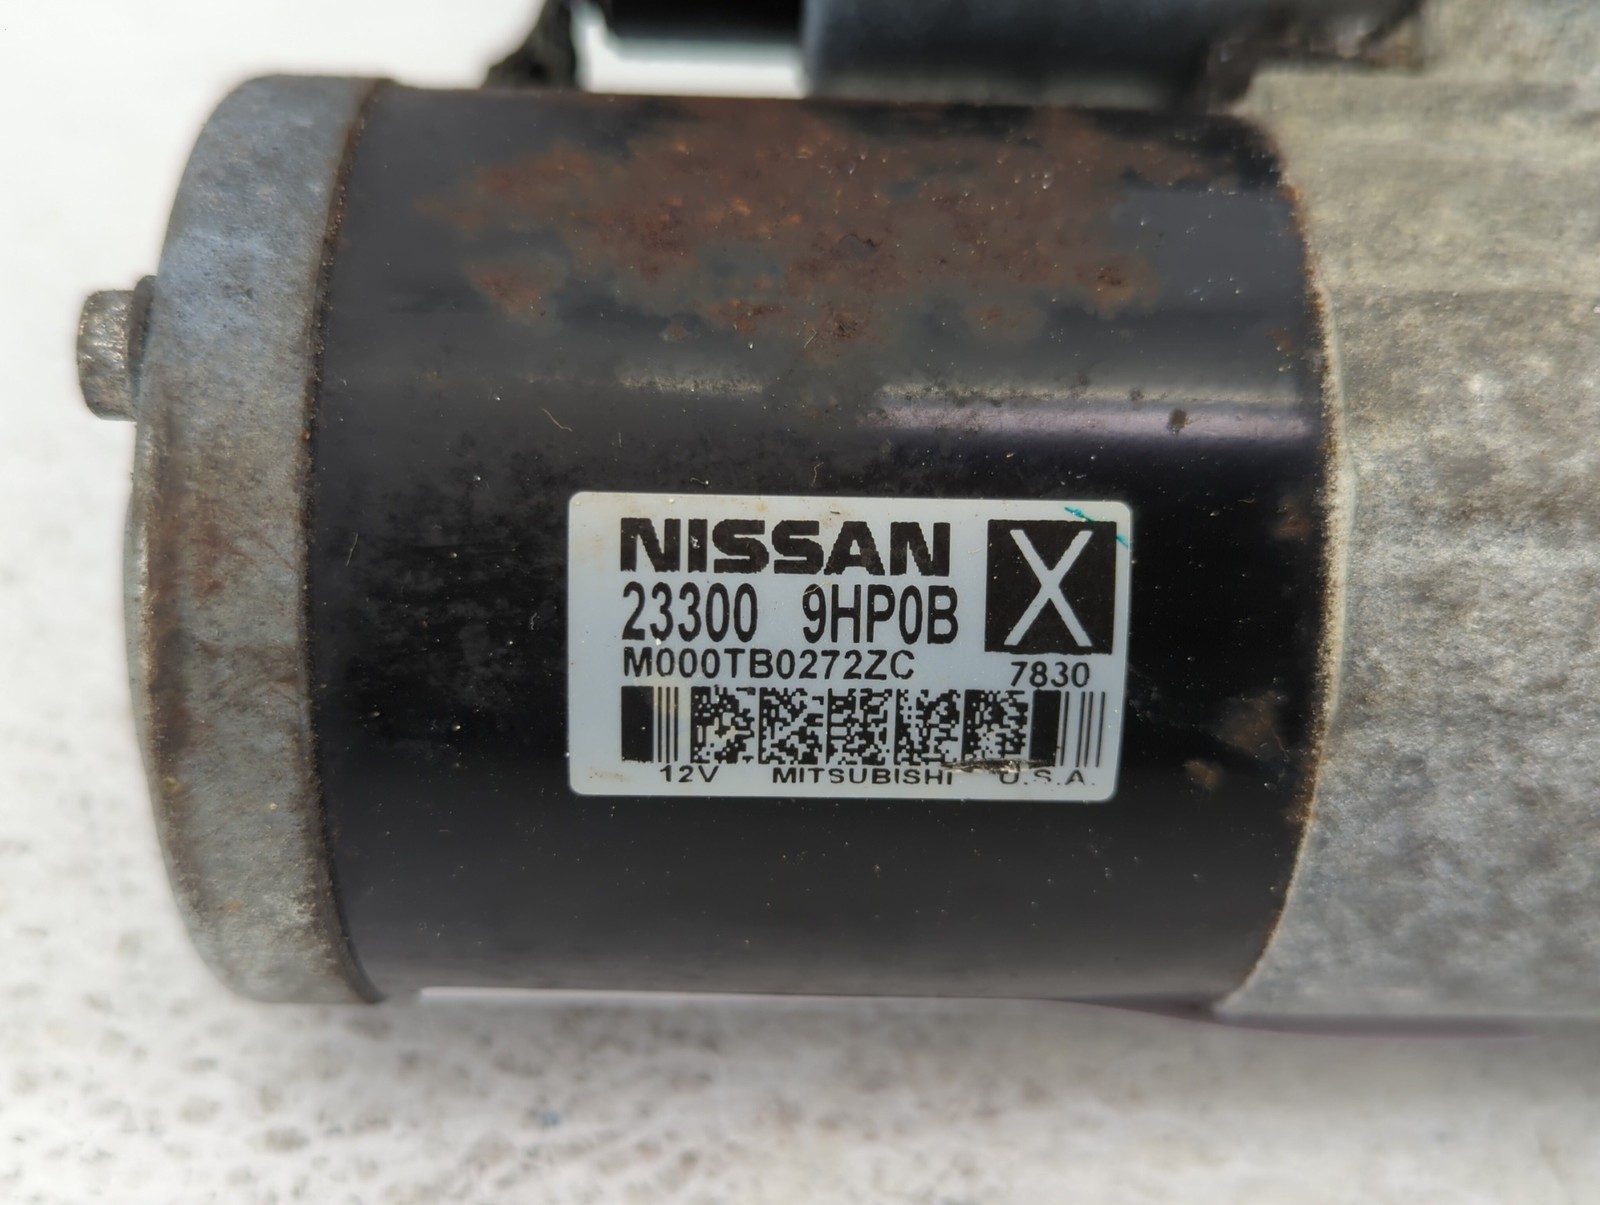 NISSAN
X
23300 9HP0B
M000TB0272ZC 7830
12V MITSUBISHI U.S.A.